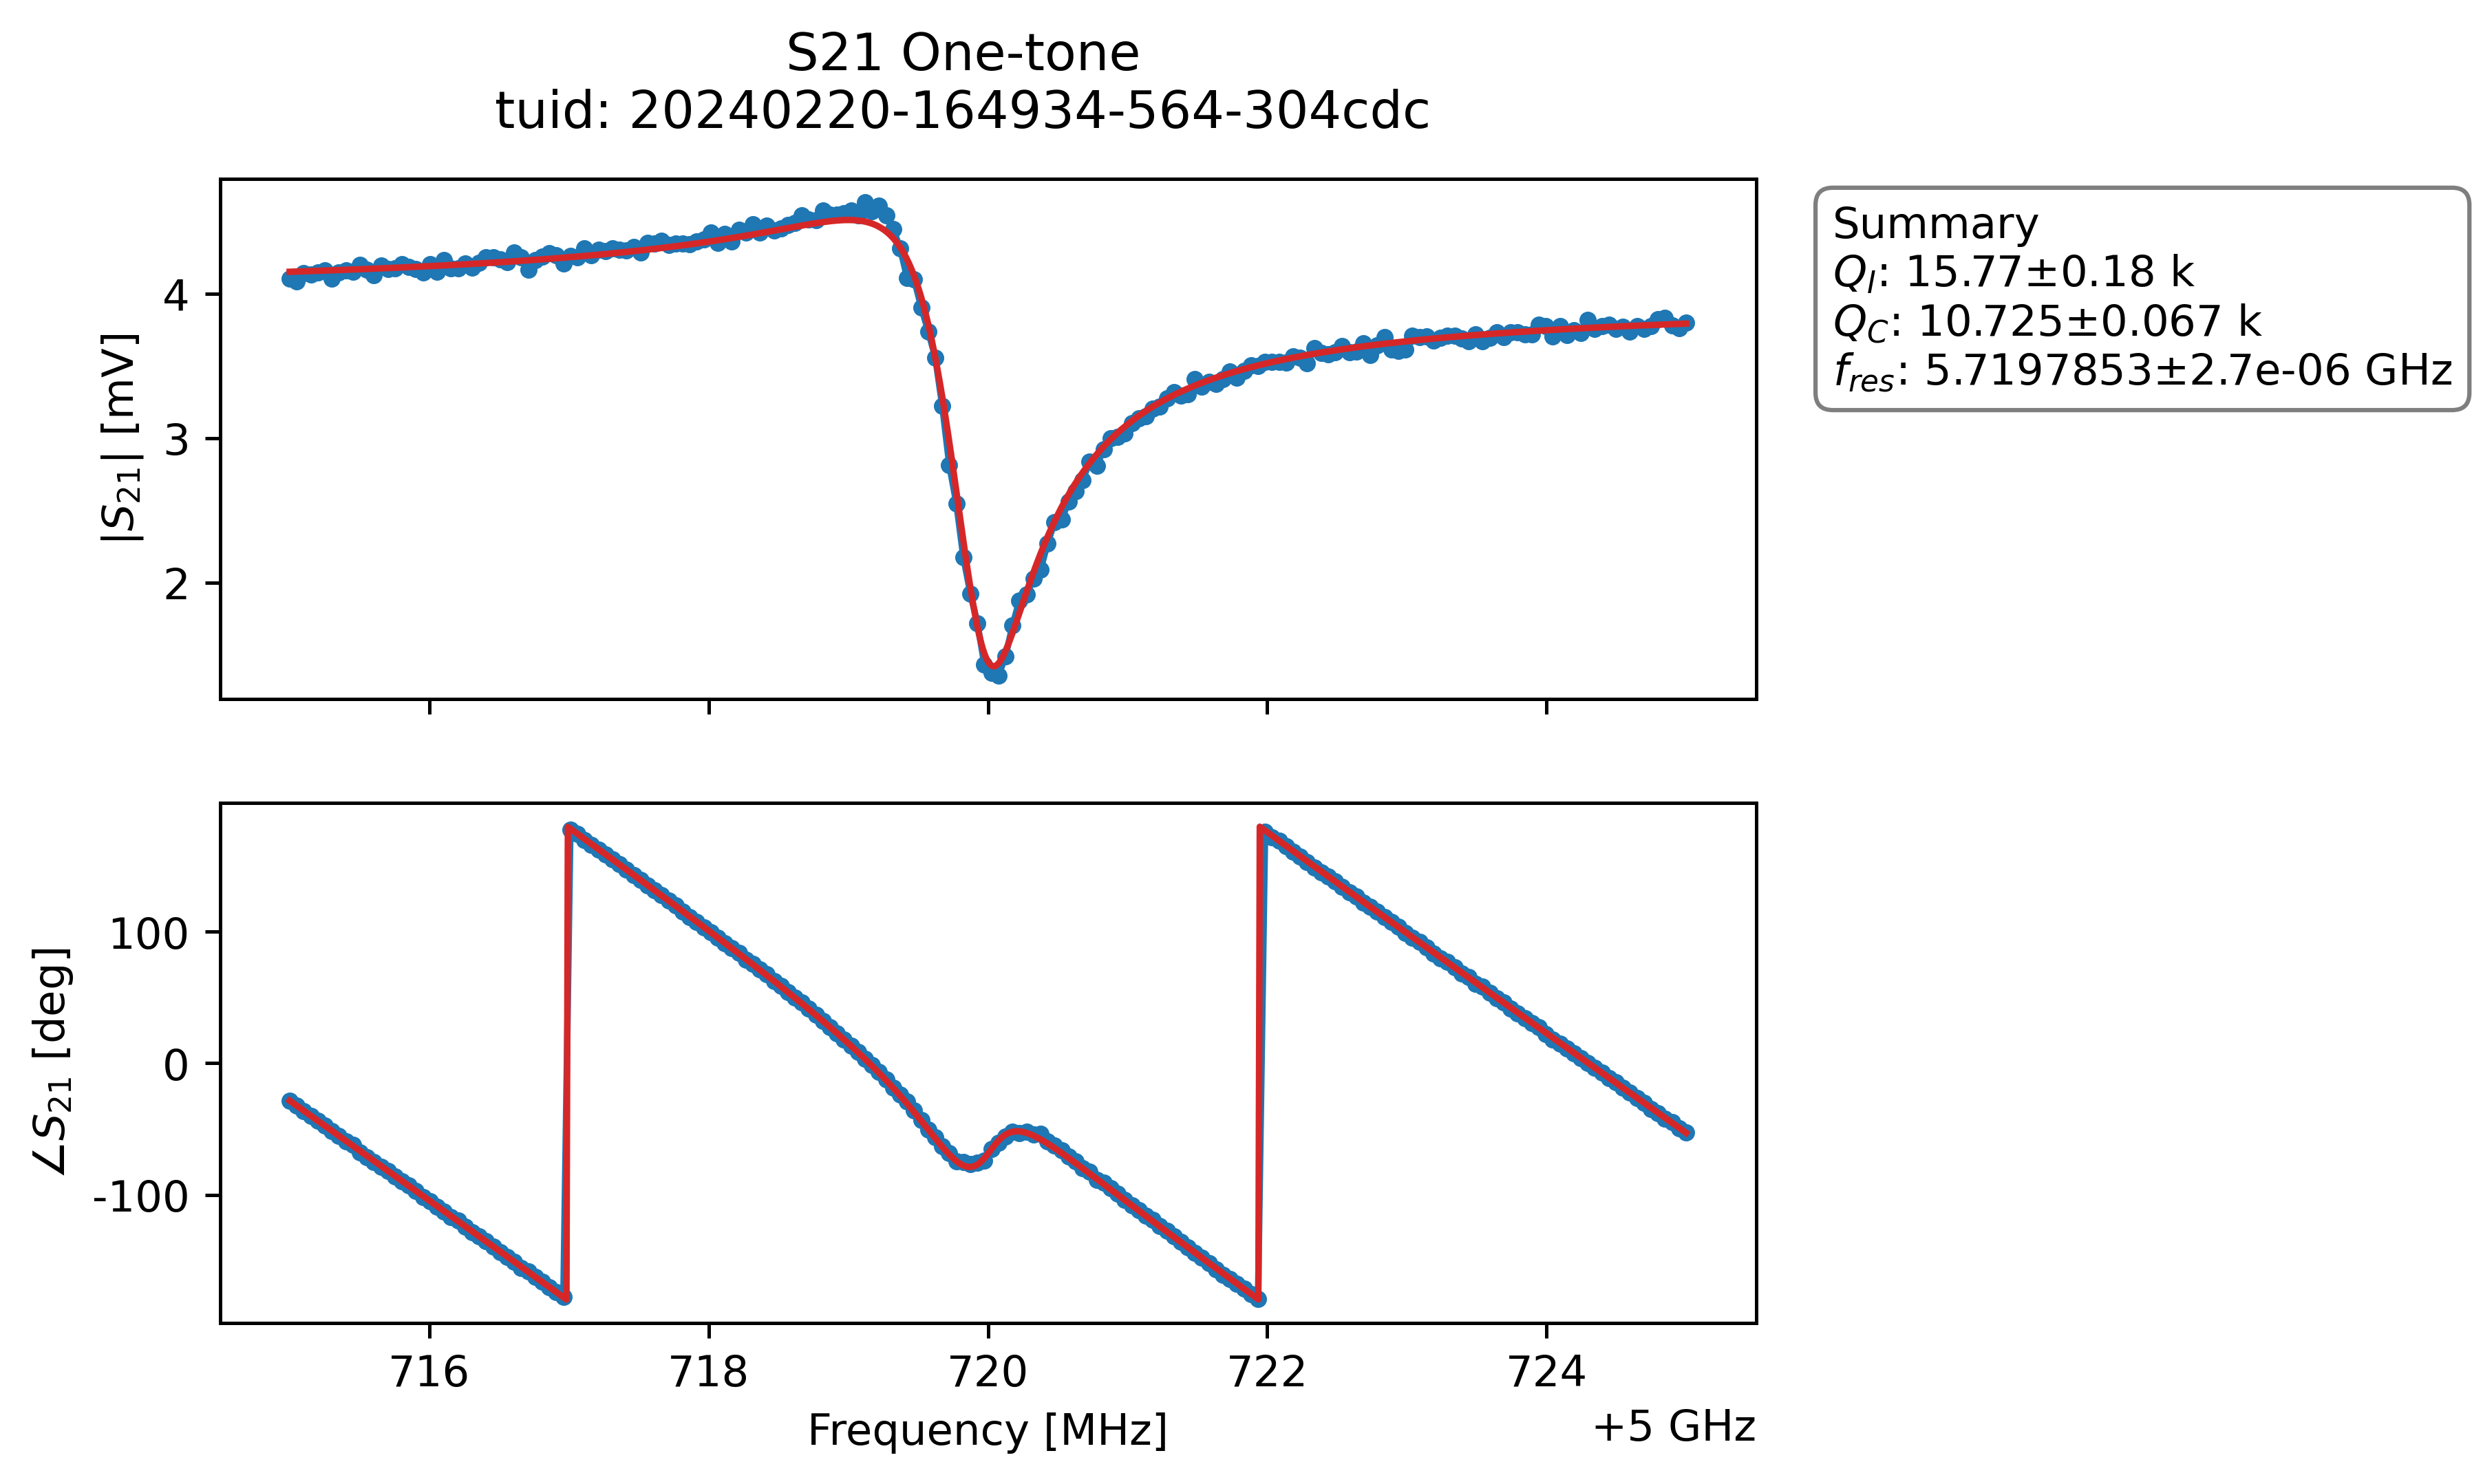 S21 One-tone
tuid: 20240220-164934-564-304cdc
|S₂₁| [mV]
4
3
2
Summary
Q_I: 15.77±0.18 k
Q_C: 10.725±0.067 k
f_res: 5.7197853±2.7e-06 GHz
∠S₂₁ [deg]
100
0
-100
716 718 720 722 724
Frequency [MHz]
+5 GHz